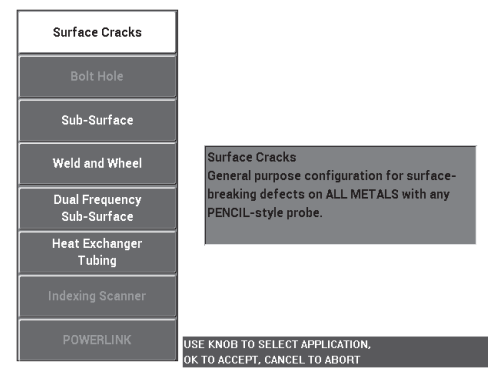 Surface Cracks
Bolt Hole
Sub-Surface
Weld and Wheel
Dual Frequency
Sub-Surface
Heat Exchanger
Tubing
Indexing Scanner
POWERLINK
Surface Cracks
General purpose configuration for surface-
breaking defects on ALL METALS with any
PENCIL-style probe.
USE KNOB TO SELECT APPLICATION,
OK TO ACCEPT, CANCEL TO ABORT